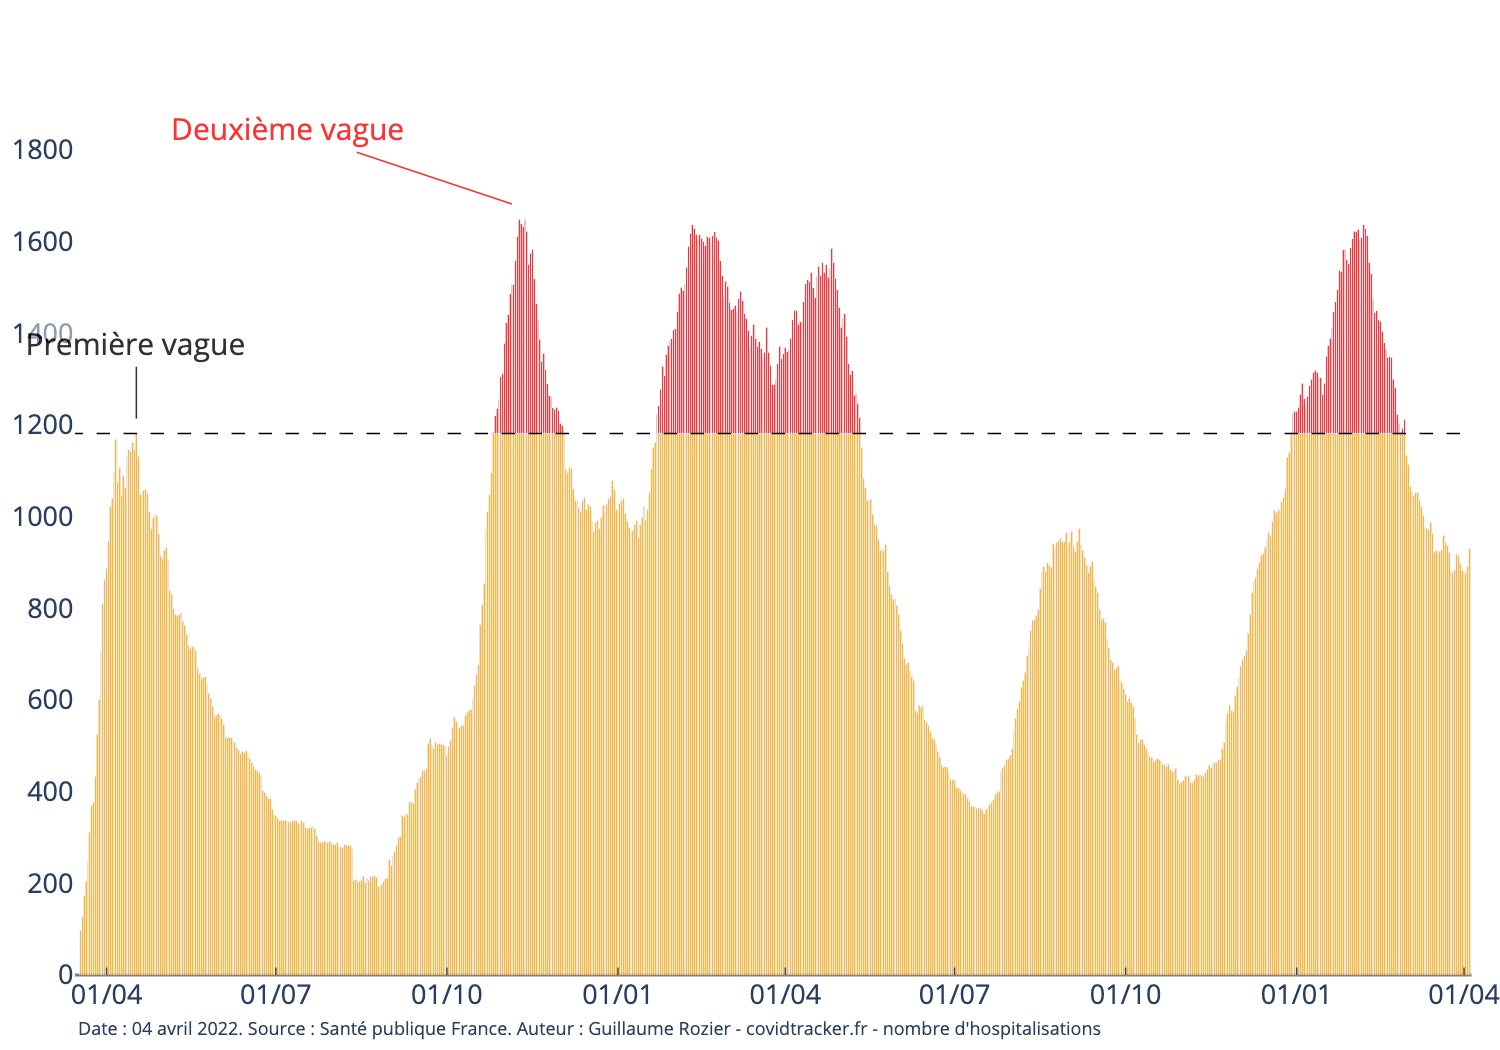 Deuxième vague
1800
1600
1400
Première vague
1200
1000
800
600
400
200
0
01/04 01/07 01/10 01/01 01/04 01/07 01/10 01/01 01/04
Date : 04 avril 2022. Source : Santé publique France. Auteur : Guillaume Rozier - covidtracker.fr - nombre d'hospitalisations